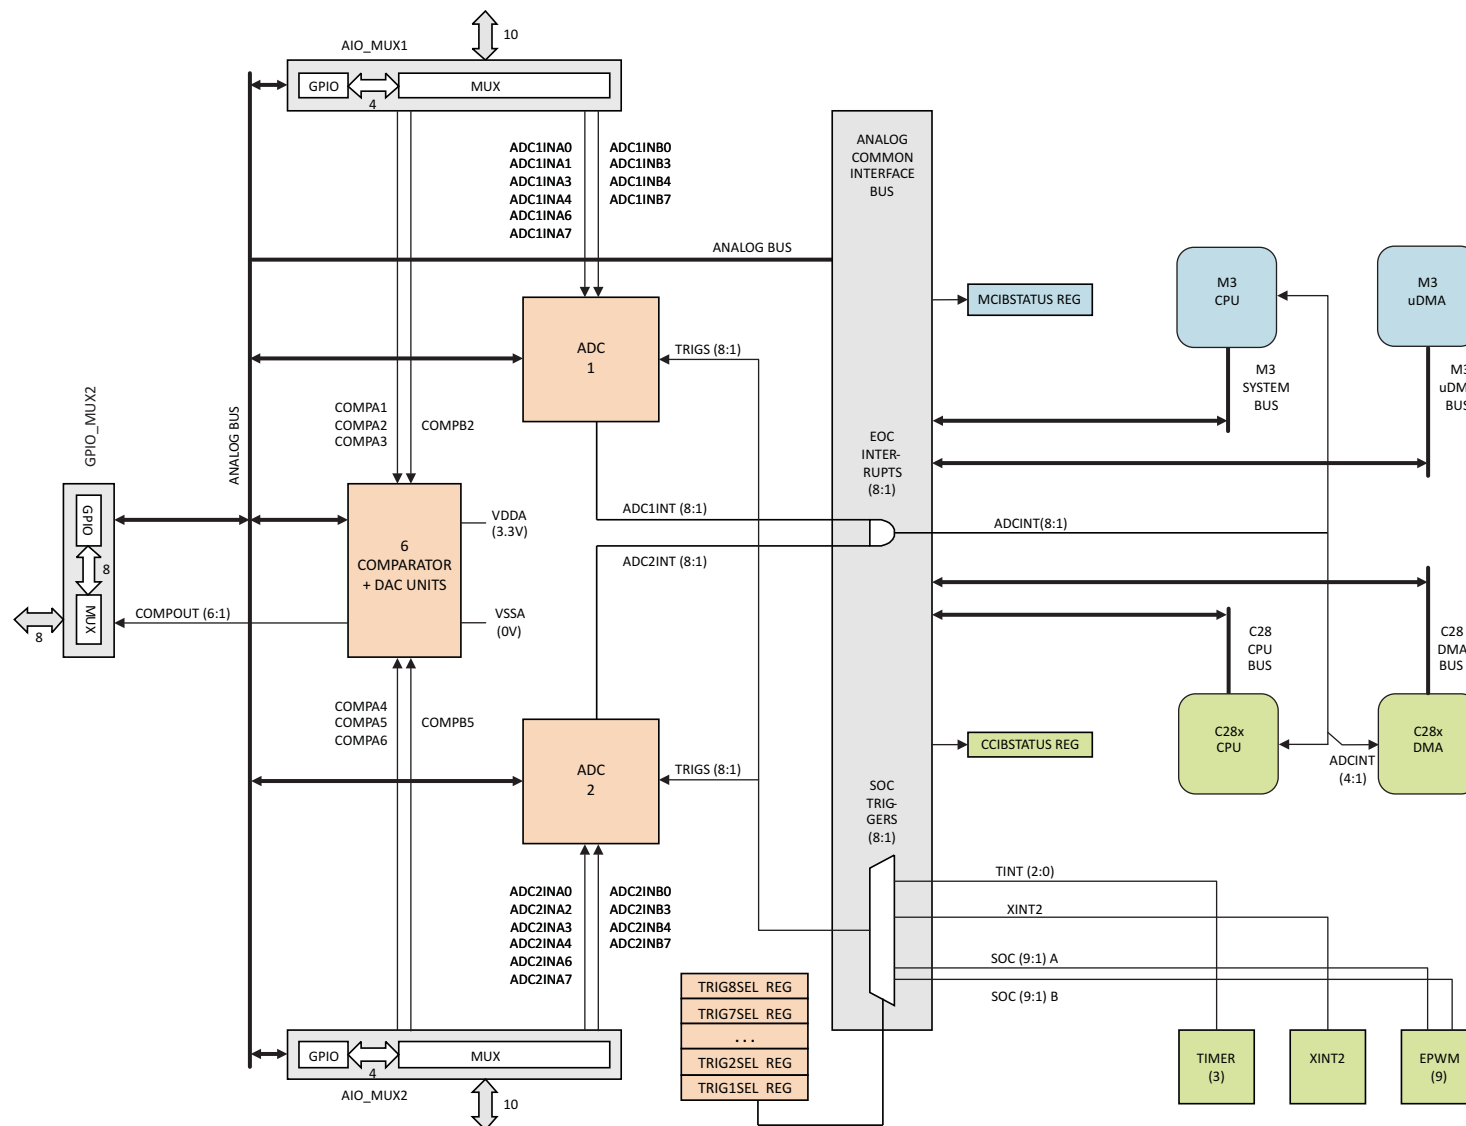 10
AIO_MUX1
GPIO
4
MUX
ADC1INA0
ADC1INA1
ADC1INA3
ADC1INA4
ADC1INA6
ADC1INA7
ADC1INB0
ADC1INB3
ADC1INB4
ADC1INB7
ANALOG
COMMON
INTERFACE
BUS
ANALOG BUS
MCIBSTATUS REG
M3
CPU
M3
uDMA
ADC
1
TRIGS (8:1)
M3
SYSTEM
BUS
M3
uDM
BUS
GPIO_MUX2
ANALOG BUS
COMPA1
COMPA2
COMPA3
COMPB2
EOC
INTER-
RUPTS
(8:1)
GPIO
8
MUX
8
COMPOUT (6:1)
6
COMPARATOR
+ DAC UNITS
VDDA
(3.3V)
VSSA
(0V)
ADC1INT (8:1)
ADC2INT (8:1)
ADCINT(8:1)
C28
CPU
BUS
C28
DMA
BUS
COMPA4
COMPA5
COMPA6
COMPB5
ADC
2
TRIGS (8:1)
CCIBSTATUS REG
C28x
CPU
ADCINT
(4:1)
C28x
DMA
SOC
TRIG-
GERS
(8:1)
ADC2INA0
ADC2INA2
ADC2INA3
ADC2INA4
ADC2INA6
ADC2INA7
ADC2INB0
ADC2INB3
ADC2INB4
ADC2INB7
TINT (2:0)
XINT2
SOC (9:1) A
SOC (9:1) B
TRIG8SEL REG
TRIG7SEL REG
. . .
TRIG2SEL REG
TRIG1SEL REG
GPIO
4
MUX
AIO_MUX2
10
TIMER
(3)
XINT2
EPWM
(9)